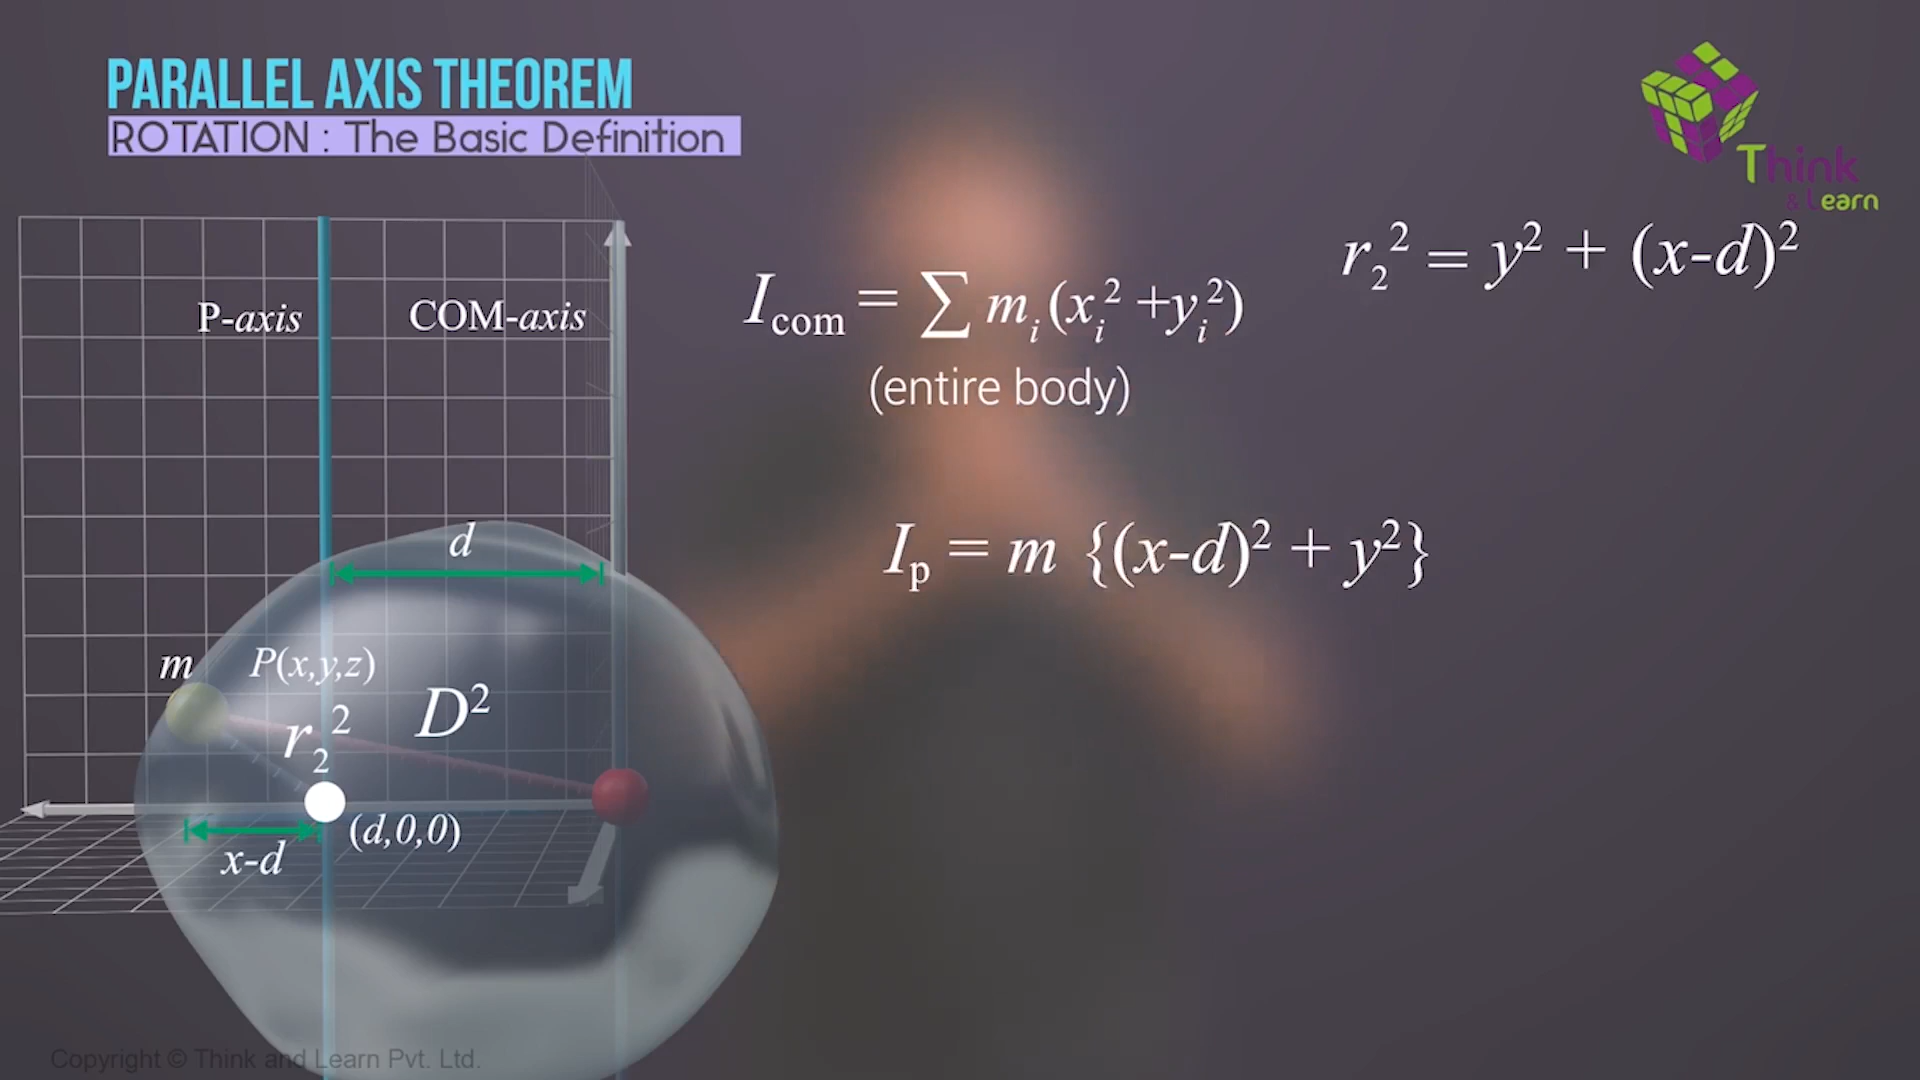 PARALLEL AXIS THEOREM
ROTATION : The Basic Definition
Think
& Learn
P-axis
COM-axis
d
m
P(x,y,z)
r₂²
D²
(d,0,0)
x-d
I_com = ∑ mᵢ(xᵢ² +yᵢ²)
(entire body)
r₂² = y² + (x-d)²
Iₚ = m {(x-d)² + y²}
Copyright © Think and Learn Pvt. Ltd.